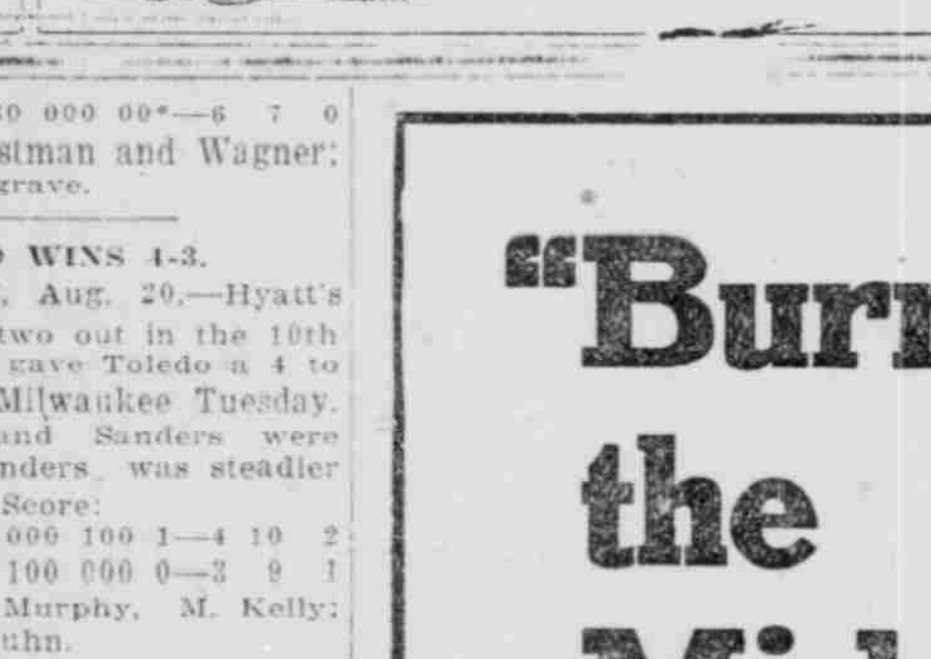 0 000 00*—6 7 0
stman and Wagner;
grave.
WINS 4-3.
, Aug. 20.—Hyatt's
two out in the 10th
gave Toledo a 4 to
Milwaukee Tuesday.
and Sanders were
nders was steadier
Score:
000 100 1—4 10 2
100 000 0—3 9 1
Murphy, M. Kelly;
uhn.
"Burn
the
Mid